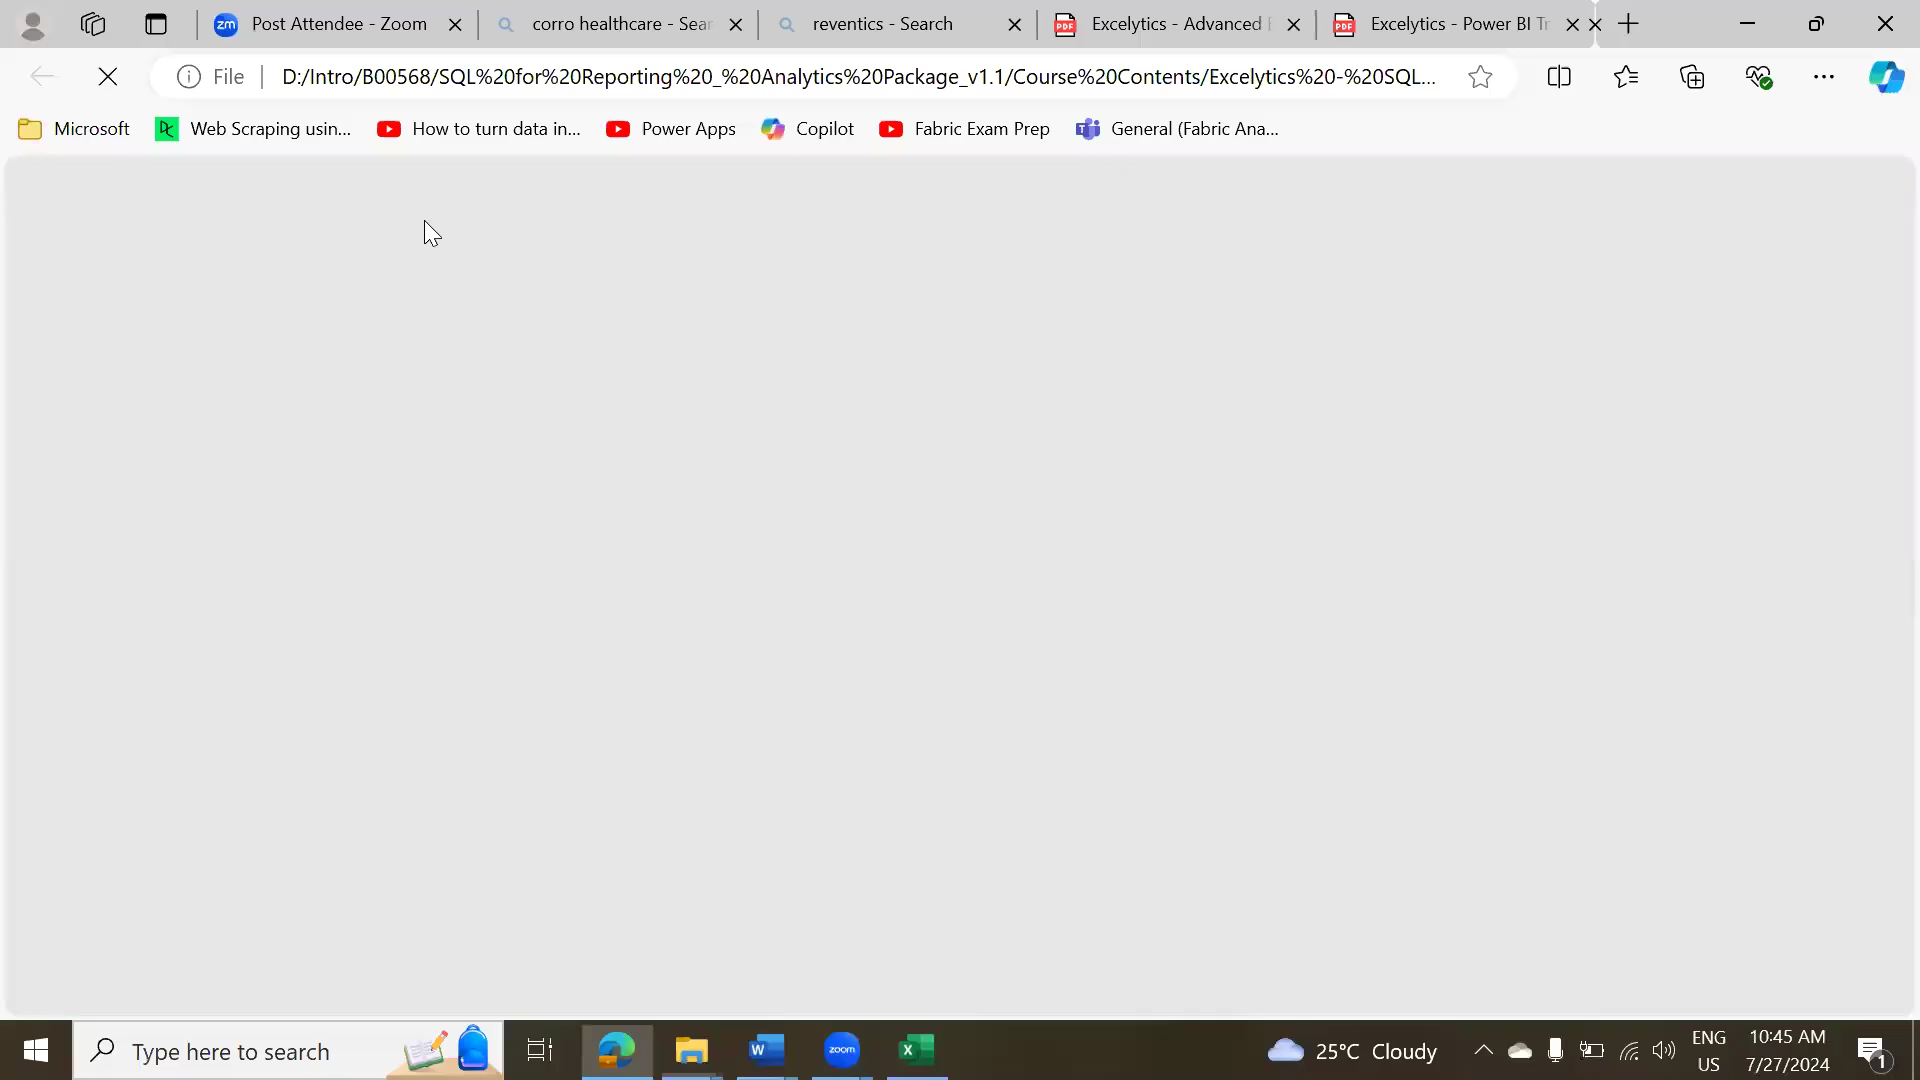 Post Attendee - Zoom
corro healthcare - Sear
reventics - Search
Excelytics - Advanced
Excelytics - Power BI Tr
File
D:/Intro/B00568/SQL%20for%20Reporting%20_%20Analytics%20Package_v1.1/Course%20Contents/Excelytics%20-%20SQL...
Microsoft
Web Scraping usin...
How to turn data in...
Power Apps
Copilot
Fabric Exam Prep
General (Fabric Ana...
Type here to search
zoom
25°C Cloudy
ENG
US
10:45 AM
7/27/2024
1